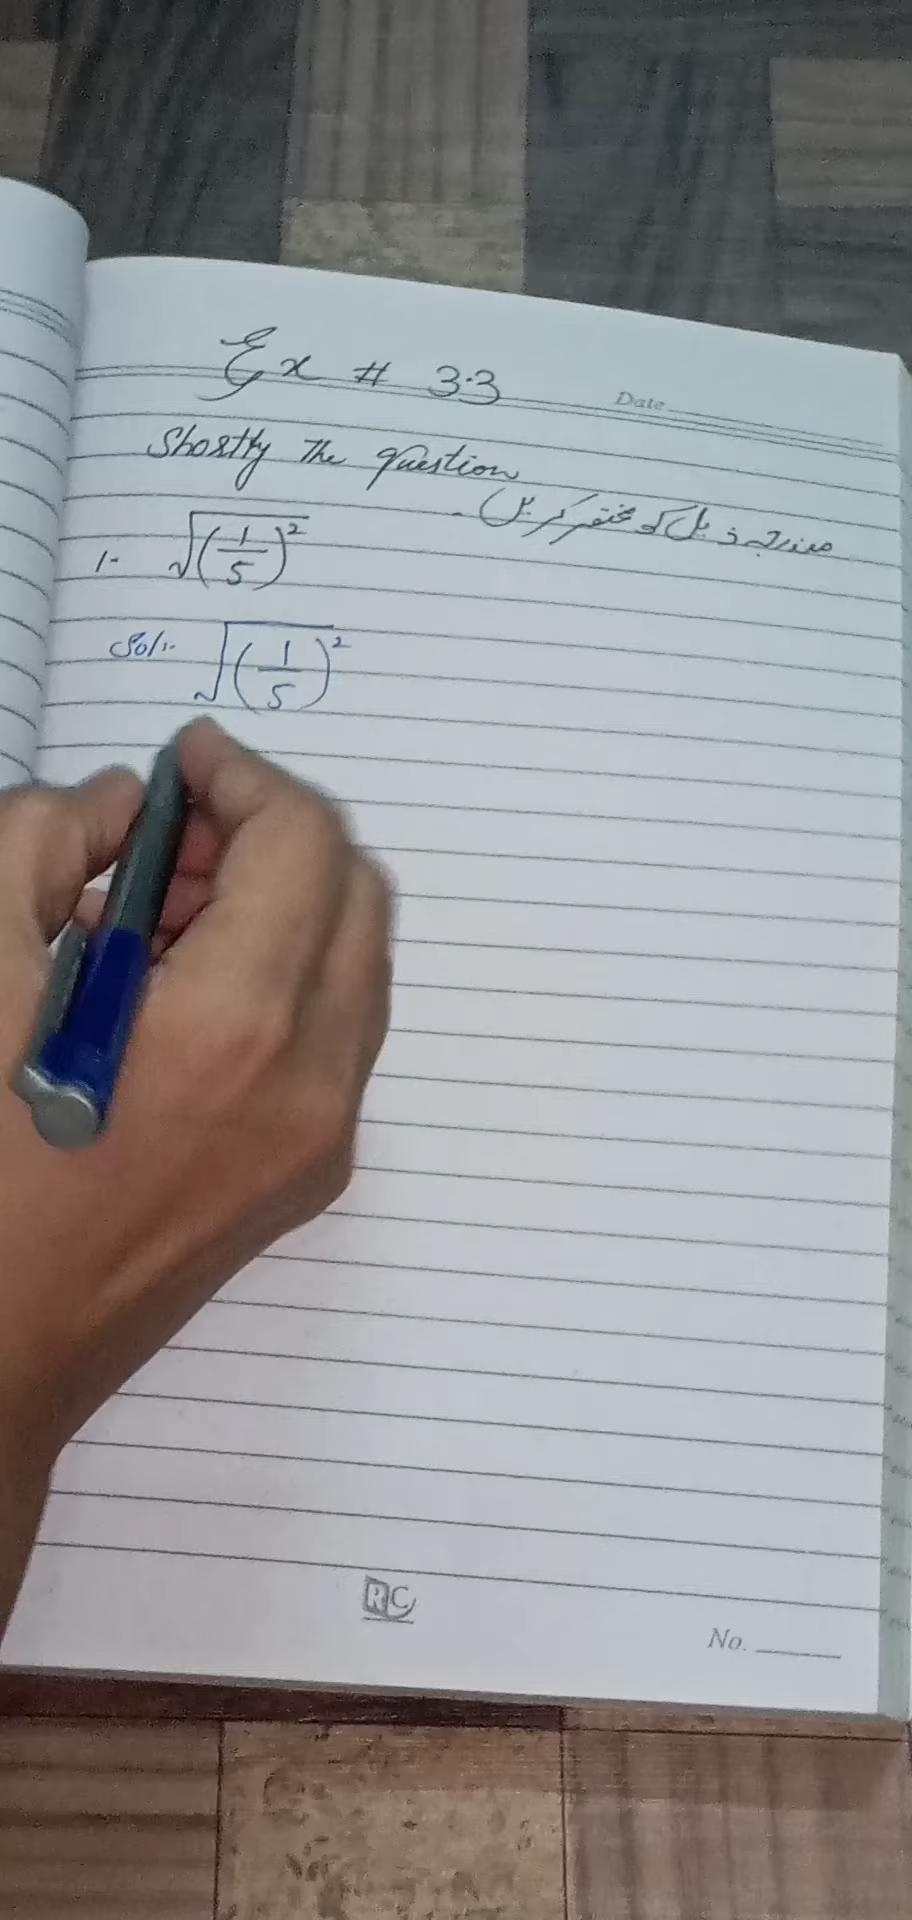 Ex # 3.3
Date
Shortly The question
مندرجہ ذیل کو مختصر کریں۔
1- √(1/5)²
Sol:- √(1/5)²
RC
No.